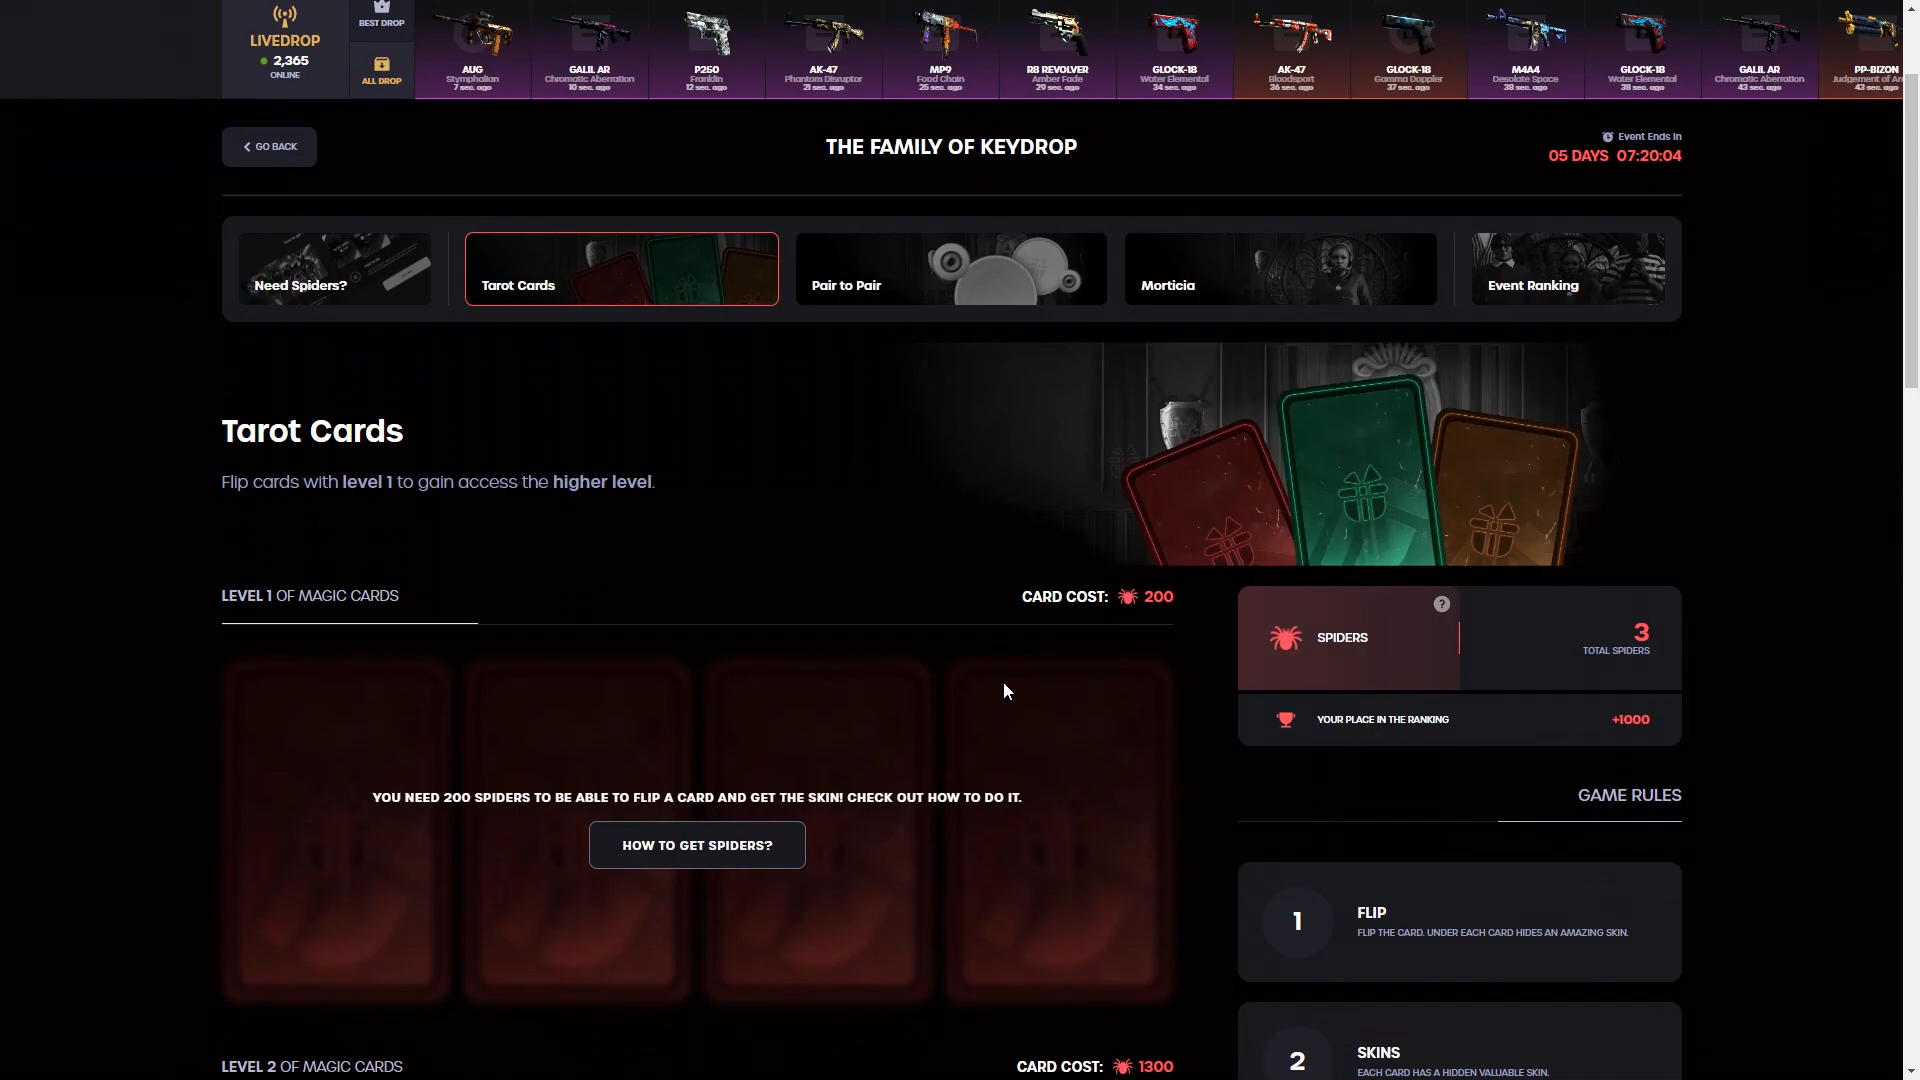 LIVEDROP
2,365
ONLINE
BEST DROP
ALL DROP
AUG
Stymphalian
7 sec. ago
GALIL AR
Chromatic Aberration
10 sec. ago
P250
Franklin
12 sec. ago
AK-47
Phantom Disruptor
21 sec. ago
MP9
Food Chain
25 sec. ago
R8 REVOLVER
Amber Fade
29 sec. ago
GLOCK-18
Water Elemental
34 sec. ago
AK-47
Bloodsport
36 sec. ago
GLOCK-18
Gamma Doppler
37 sec. ago
M4A4
Desolate Space
38 sec. ago
GLOCK-18
Water Elemental
38 sec. ago
GALIL AR
Chromatic Aberration
43 sec. ago
PP-BIZON
Judgement of An
43 sec. ago
GO BACK
THE FAMILY OF KEYDROP
Event Ends In
05 DAYS 07:20:04
Need Spiders?
Tarot Cards
Pair to Pair
Morticia
Event Ranking
Tarot Cards
Flip cards with level 1 to gain access the higher level.
LEVEL 1 OF MAGIC CARDS
CARD COST: 200
YOU NEED 200 SPIDERS TO BE ABLE TO FLIP A CARD AND GET THE SKIN! CHECK OUT HOW TO DO IT.
HOW TO GET SPIDERS?
SPIDERS
?
3
TOTAL SPIDERS
YOUR PLACE IN THE RANKING
+1000
GAME RULES
1
FLIP
FLIP THE CARD. UNDER EACH CARD HIDES AN AMAZING SKIN.
2
SKINS
EACH CARD HAS A HIDDEN VALUABLE SKIN.
LEVEL 2 OF MAGIC CARDS
CARD COST: 1300